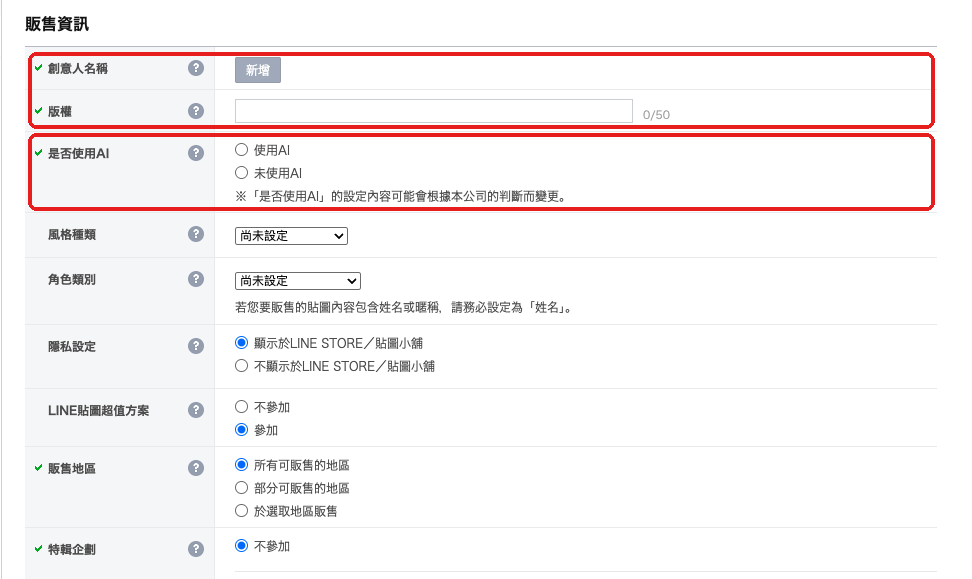 販售資訊
創意人名稱 ? 新增
版權 ? 0/50
是否使用AI ? 使用AI
未使用AI
※「是否使用AI」的設定內容可能會根據本公司的判斷而變更。
風格種類 ? 尚未設定
角色類別 ? 尚未設定
若您要販售的貼圖內容包含姓名或暱稱，請務必設定為「姓名」。
隱私設定 ? 顯示於LINE STORE／貼圖小舖
不顯示於LINE STORE／貼圖小舖
LINE貼圖超值方案 ? 不參加
參加
販售地區 ? 所有可販售的地區
部分可販售的地區
於選取地區販售
特輯企劃 ? 不參加